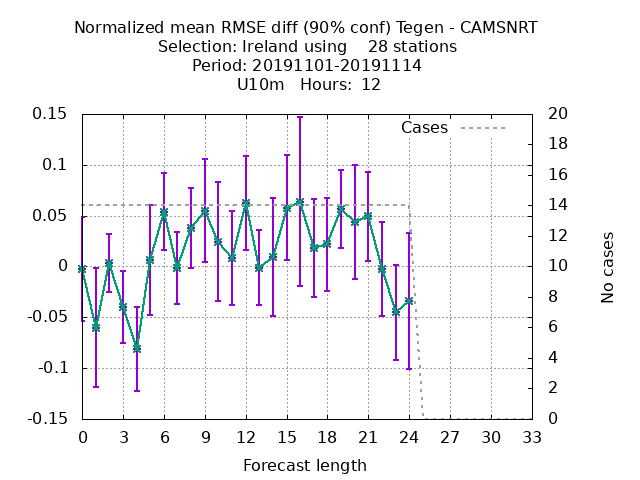 Normalized mean RMSE diff (90% conf) Tegen - CAMSNRT
Selection: Ireland using    28 stations
Period: 20191101-20191114
U10m   Hours:  12
Cases
0.15
0.1
0.05
0
-0.05
-0.1
-0.15
20
18
16
14
12
10
8
6
4
2
0
No cases
0 3 6 9 12 15 18 21 24 27 30 33
Forecast length